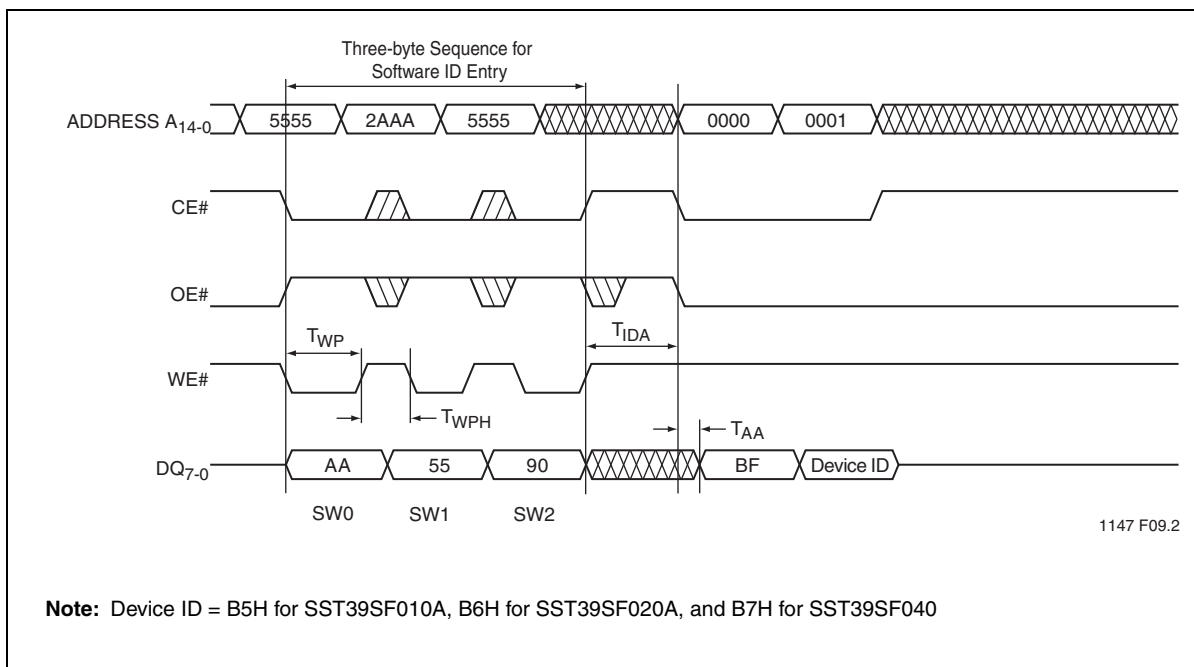 Three-byte Sequence for
Software ID Entry
ADDRESS A14-0
5555
2AAA
5555
0000
0001
CE#
OE#
TWP
TIDA
WE#
TWPH
TAA
DQ7-0
AA
55
90
BF
Device ID
SW0
SW1
SW2
1147 F09.2
Note: Device ID = B5H for SST39SF010A, B6H for SST39SF020A, and B7H for SST39SF040